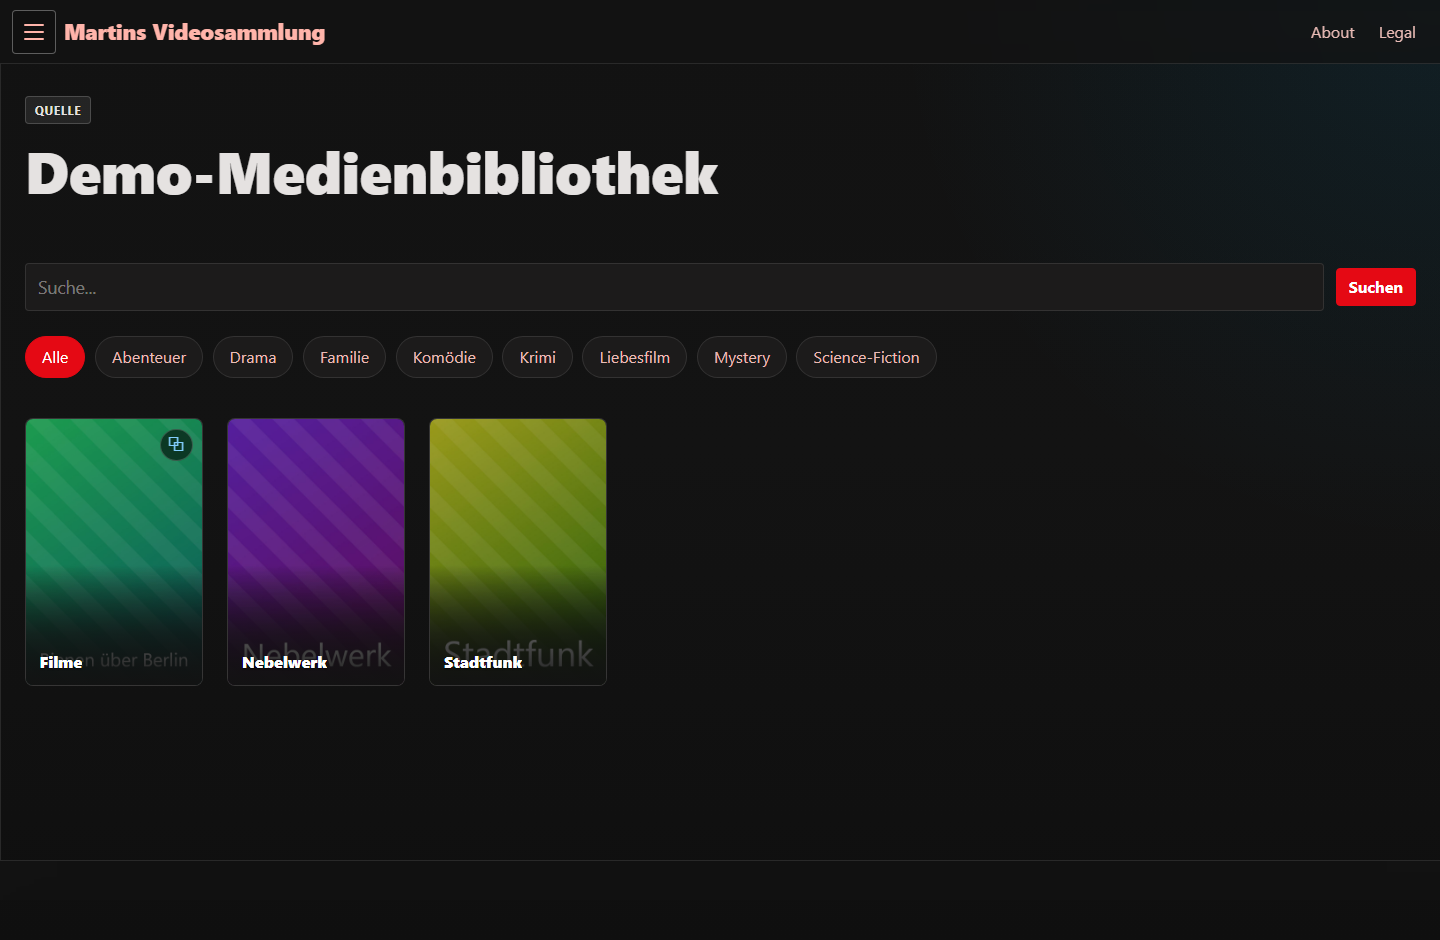 Martins Videosammlung
About
Legal
QUELLE
Demo-Medienbibliothek
Suche...
Suchen
Alle
Abenteuer
Drama
Familie
Komödie
Krimi
Liebesfilm
Mystery
Science-Fiction
über Berlin
Filme
Nebelwerk
Nebelwerk
Stadtfunk
Stadtfunk